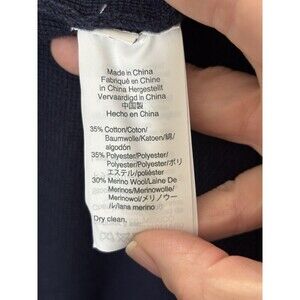 Made in China
Fabriqué en Chine
In China Hergestellt
Vervaardigd in China
中国製
Hecho en China
35% Cotton/Coton/
Baumwolle/Katoen/綿/
algodón
35% Polyester/Polyester/
Polyester/Polyester/ポリ
エステル/poliéster
30% Merino Wool/Laine De
Merinos/Merinowolle/
Merinowol/メリノウー
ル/lana merino
Dry clean.